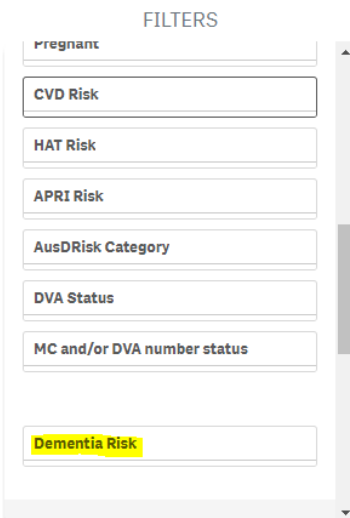 FILTERS
Pregnant
CVD Risk
HAT Risk
APRI Risk
AusDRisk Category
DVA Status
MC and/or DVA number status
Dementia Risk